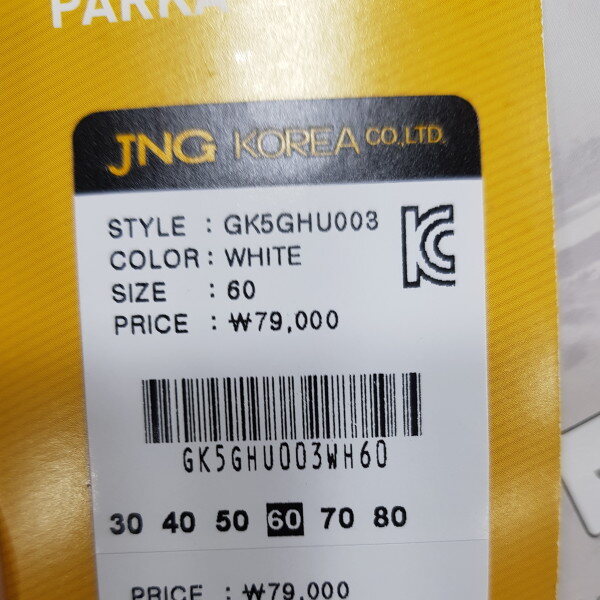 PARKA
JNG KOREA CO.,LTD.
STYLE : GK5GHU003
COLOR : WHITE
SIZE : 60
PRICE : ₩79,000
GK5GHU003WH60
30 40 50 60 70 80
PRICE : ₩79,000